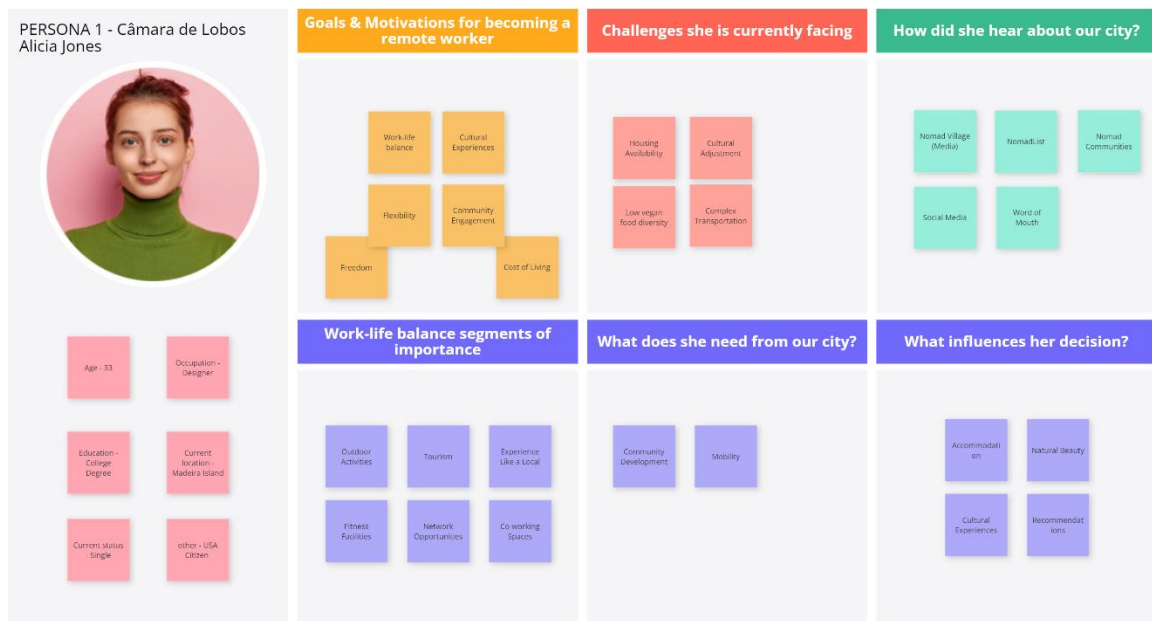 PERSONA 1 - Câmara de Lobos
Alicia Jones
Age - 33
Occupation -
Designer
Education -
College
Degree
Current
location -
Madeira Island
Current status
- Single
other - USA
Citizen
Goals & Motivations for becoming a
remote worker
Work-life
balance
Cultural
Experiences
Flexibility
Community
Engagement
Freedom
Cost of Living
Challenges she is currently facing
Housing
Availability
Cultural
Adjustment
Low vegan
food diversity
Complex
Transportation
How did she hear about our city?
Nomad Village
(Media)
NomadList
Nomad
Communities
Social Media
Word of
Mouth
Work-life balance segments of
importance
Outdoor
Activities
Tourism
Experience
Like a Local
Fitness
Facilities
Network
Opportunities
Co-working
Spaces
What does she need from our city?
Community
Development
Mobility
What influences her decision?
Accommodati
on
Natural Beauty
Cultural
Experiences
Recommendat
ions